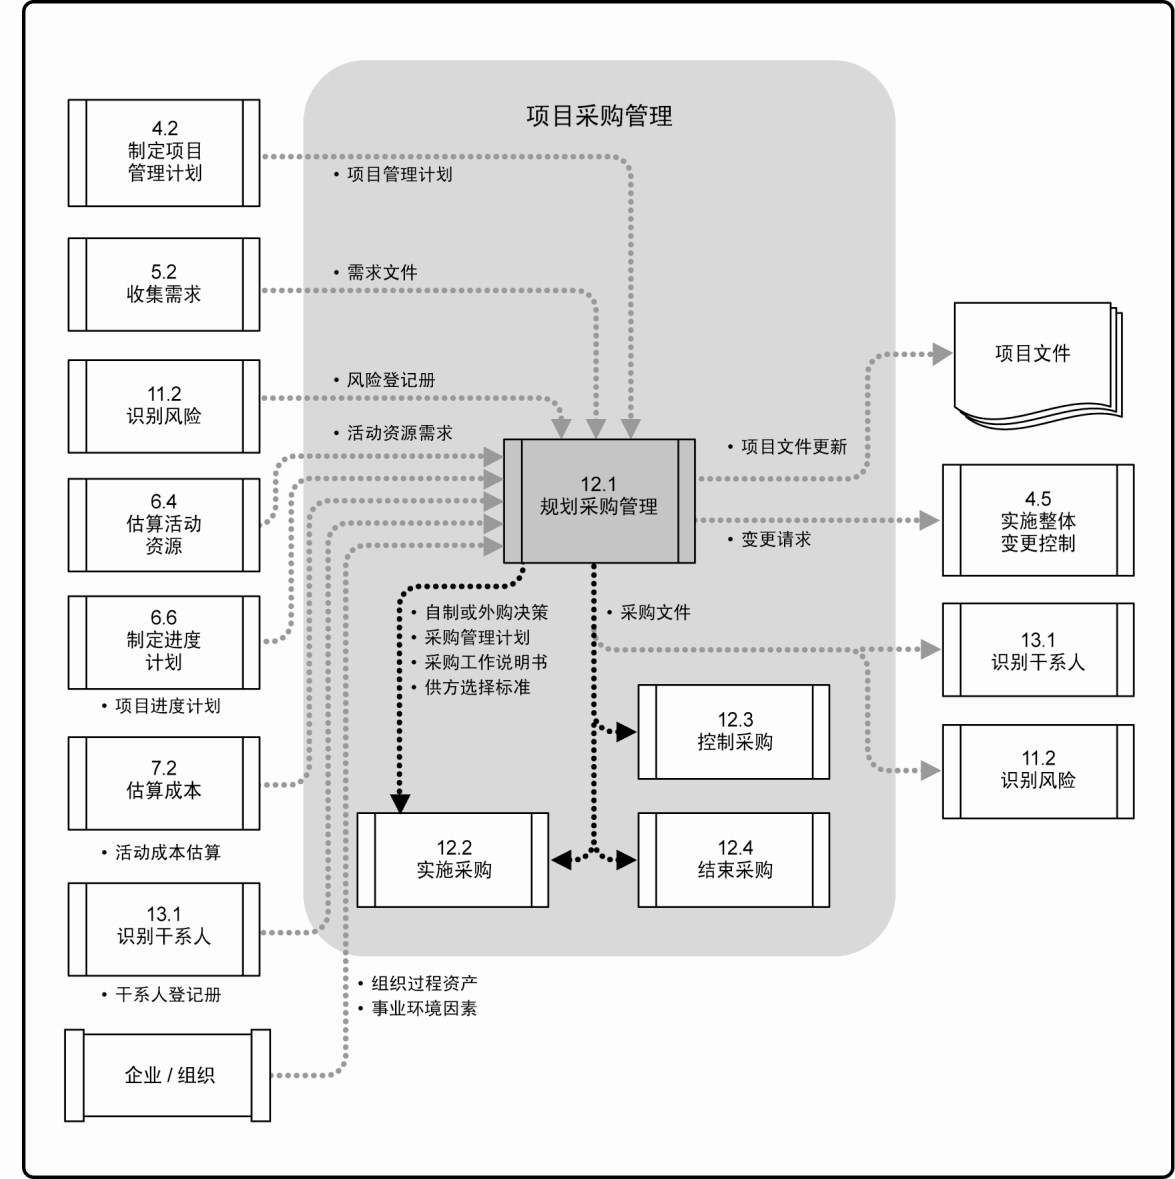 项目采购管理
4.2
制定项目
管理计划
• 项目管理计划
5.2
收集需求
• 需求文件
11.2
识别风险
• 风险登记册
• 活动资源需求
6.4
估算活动
资源
6.6
制定进度
计划
• 项目进度计划
7.2
估算成本
• 活动成本估算
13.1
识别干系人
• 干系人登记册
企业 / 组织
• 组织过程资产
• 事业环境因素
12.1
规划采购管理
• 自制或外购决策
• 采购管理计划
• 采购工作说明书
• 供方选择标准
• 采购文件
12.2
实施采购
12.3
控制采购
12.4
结束采购
• 项目文件更新
• 变更请求
项目文件
4.5
实施整体
变更控制
13.1
识别干系人
11.2
识别风险